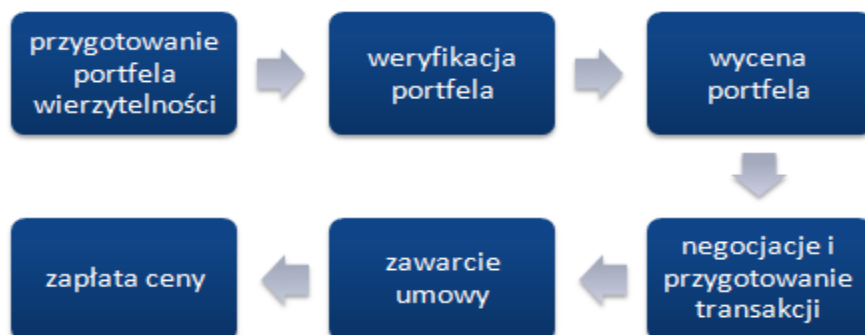 przygotowanie
portfela
wierzytelności
weryfikacja
portfela
wycena
portfela
negocjacje i
przygotowanie
transakcji
zawarcie
umowy
zapłata ceny